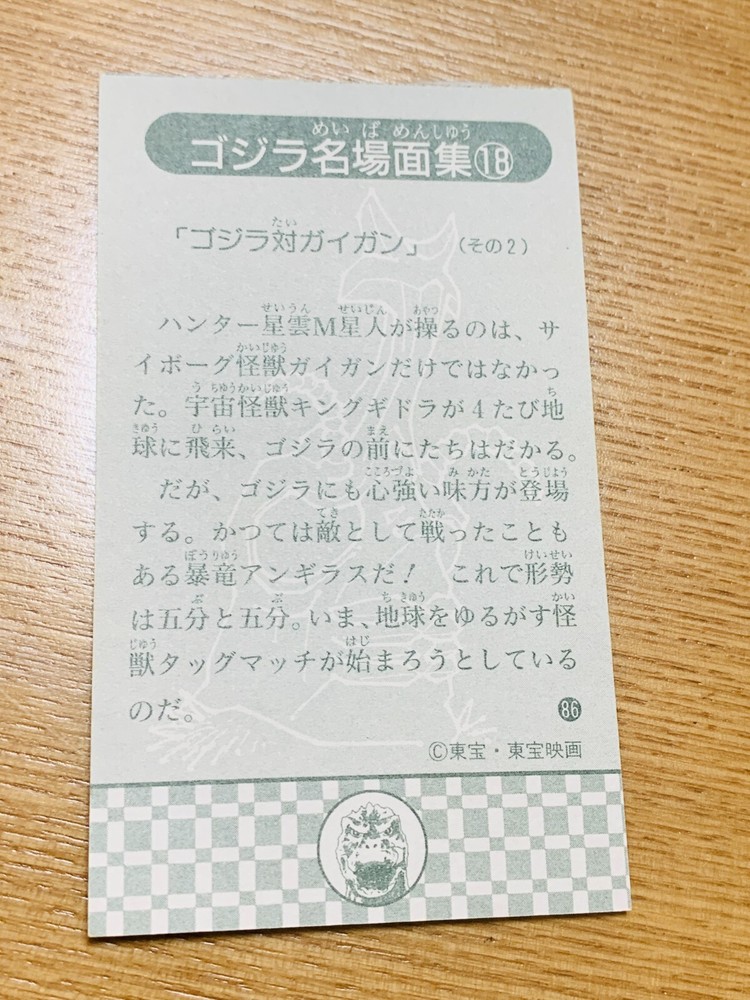 ゴジラ名場面集⑱
「ゴジラ対ガイガン」（その2）
ハンター星雲M星人が操るのは、サ
イボーグ怪獣ガイガンだけではなかっ
た。宇宙怪獣キングギドラが4たび地
球に飛来、ゴジラの前にたちはだかる。
だが、ゴジラにも心強い味方が登場
する。かつては敵として戦ったことも
ある暴竜アンギラスだ！　これで形勢
は五分と五分。いま、地球をゆるがす怪
獣タッグマッチが始まろうとしている
のだ。
86
©東宝・東宝映画